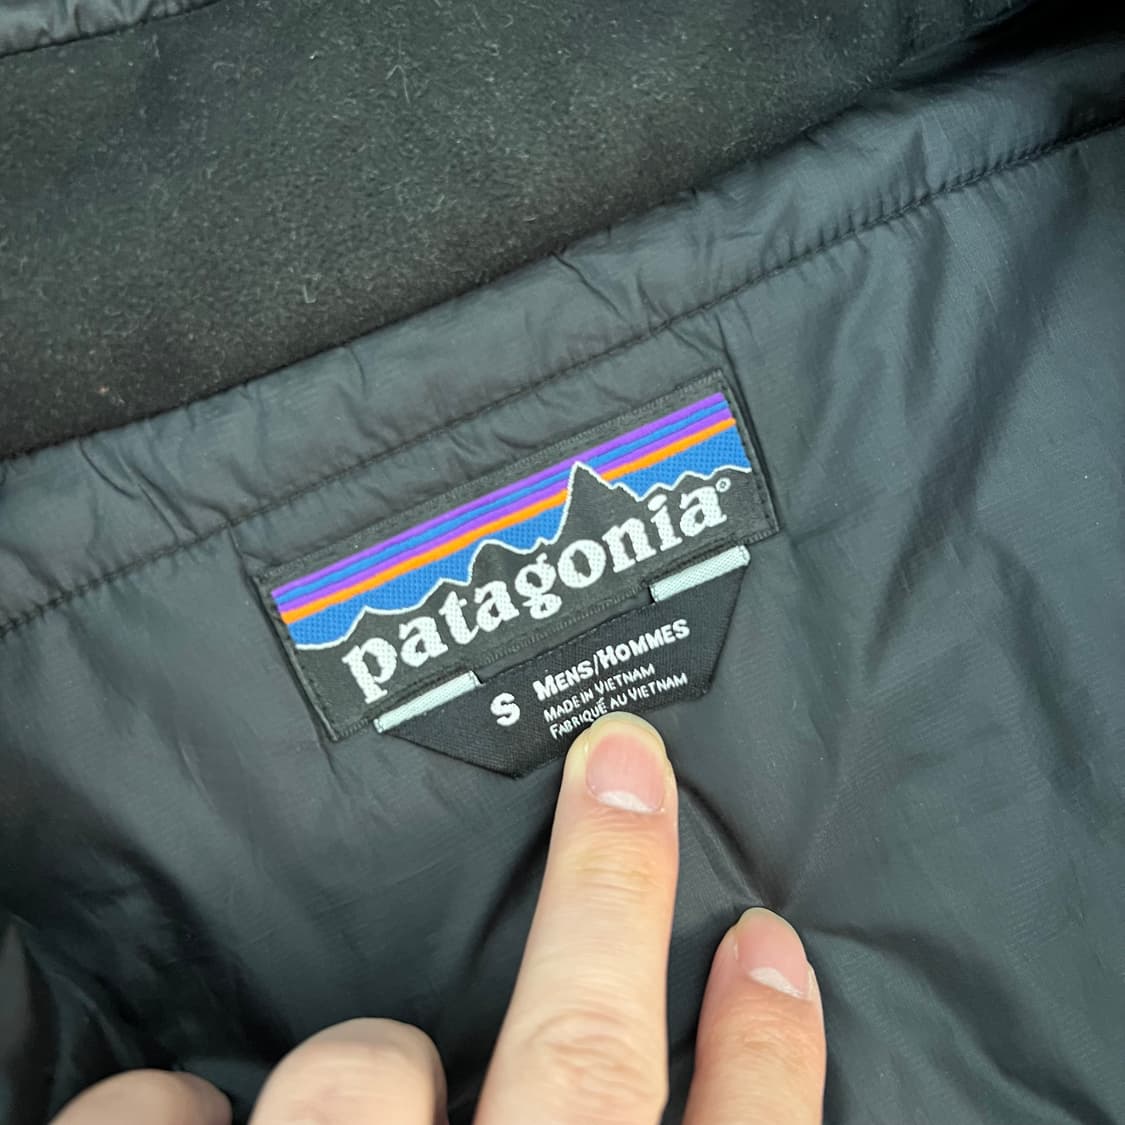 patagonia®
S MENS/HOMMES
MADE IN VIETNAM
FABRIQUÉ AU VIETNAM